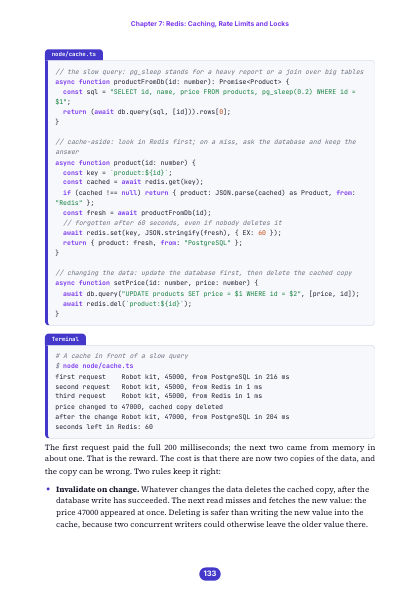 Chapter 7: Redis: Caching, Rate Limits and Locks
node/cache.ts
// the slow query: pg_sleep stands for a heavy report or a join over big tables
async function productFromDb(id: number): Promise<Product> {
  const sql = "SELECT id, name, price FROM products, pg_sleep(0.2) WHERE id =
$1";
  return (await db.query(sql, [id])).rows[0];
}
// cache-aside: look in Redis first; on a miss, ask the database and keep the
answer
async function product(id: number) {
  const key = `product:${id}`;
  const cached = await redis.get(key);
  if (cached !== null) return { product: JSON.parse(cached) as Product, from:
"Redis" };
  const fresh = await productFromDb(id);
  // forgotten after 60 seconds, even if nobody deletes it
  await redis.set(key, JSON.stringify(fresh), { EX: 60 });
  return { product: fresh, from: "PostgreSQL" };
}
// changing the data: update the database first, then delete the cached copy
async function setPrice(id: number, price: number) {
  await db.query("UPDATE products SET price = $1 WHERE id = $2", [price, id]);
  await redis.del(`product:${id}`);
}
Terminal
# A cache in front of a slow query
$ node node/cache.ts
first request    Robot kit, 45000, from PostgreSQL in 216 ms
second request   Robot kit, 45000, from Redis in 1 ms
third request    Robot kit, 45000, from Redis in 1 ms
price changed to 47000, cached copy deleted
after the change Robot kit, 47000, from PostgreSQL in 204 ms
seconds left in Redis: 60
The first request paid the full 200 milliseconds; the next two came from memory in
about one. That is the reward. The cost is that there are now two copies of the data, and
the copy can be wrong. Two rules keep it right:
• Invalidate on change. Whatever changes the data deletes the cached copy, after the
database write has succeeded. The next read misses and fetches the new value: the
price 47000 appeared at once. Deleting is safer than writing the new value into the
cache, because two concurrent writers could otherwise leave the older value there.
133